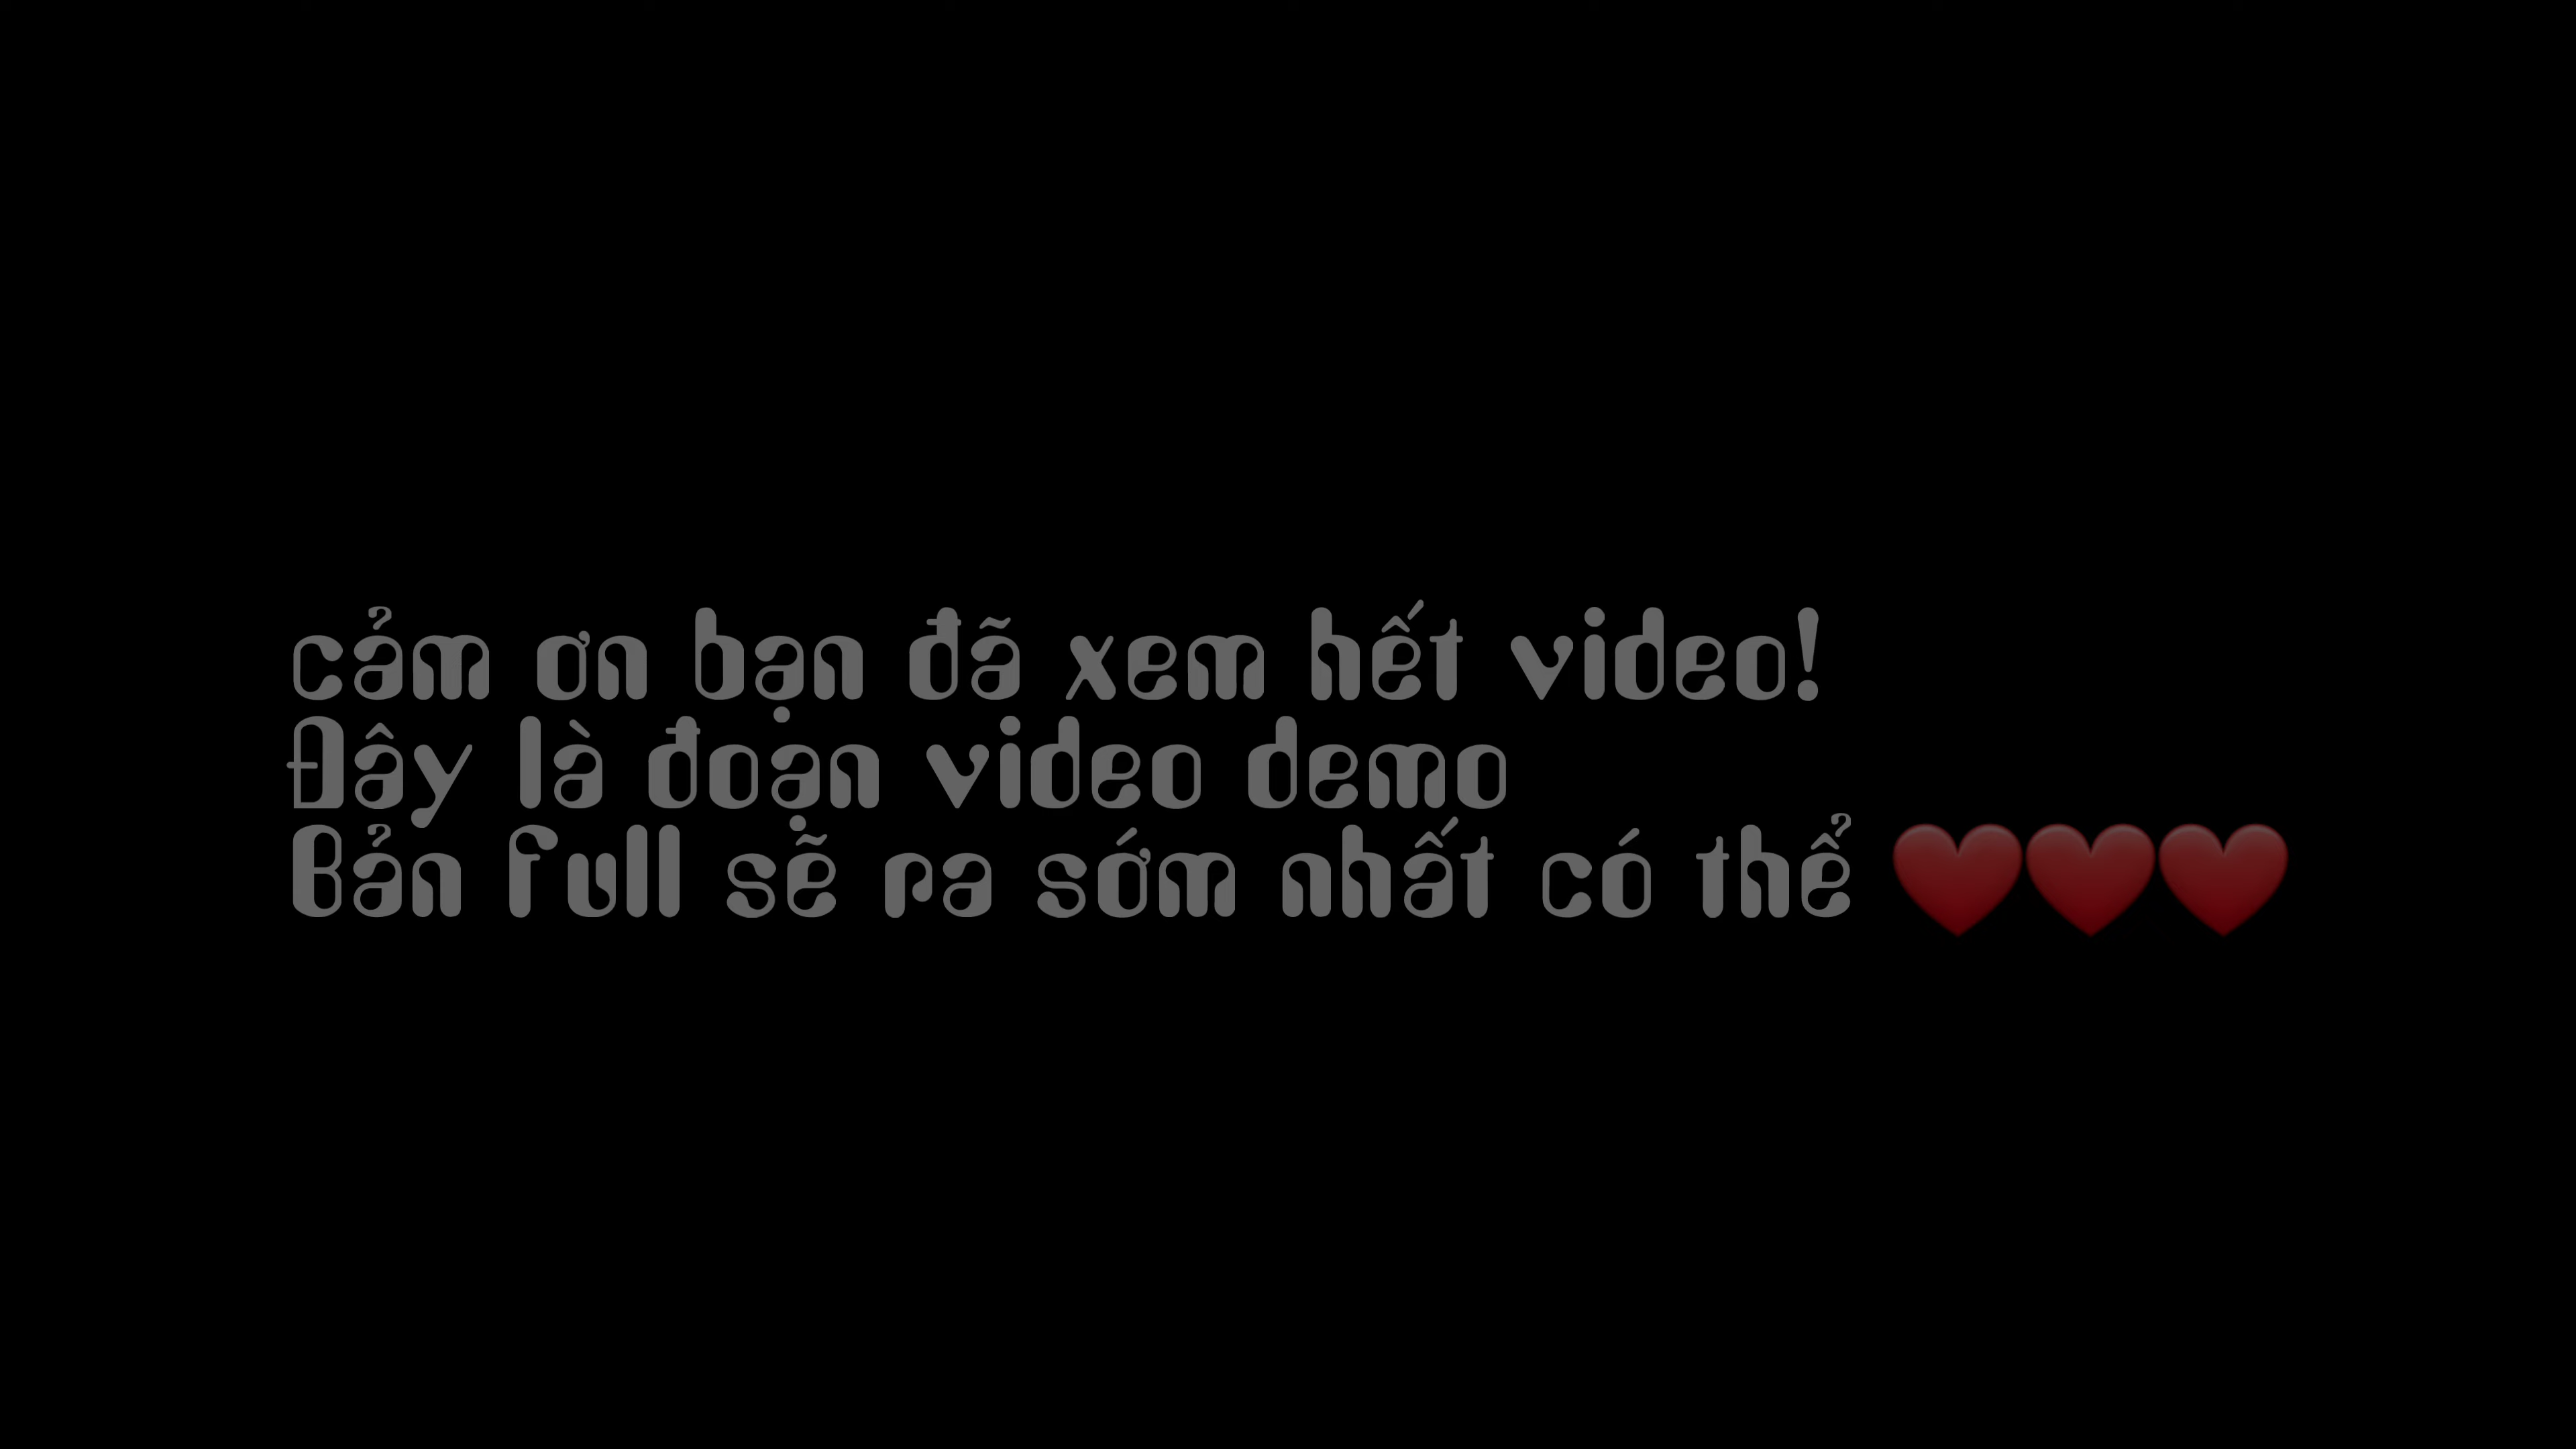 cảm ơn bạn đã xem hết video!
Đây là đoạn video demo
Bản full sẽ ra sớm nhất có thể ❤️❤️❤️